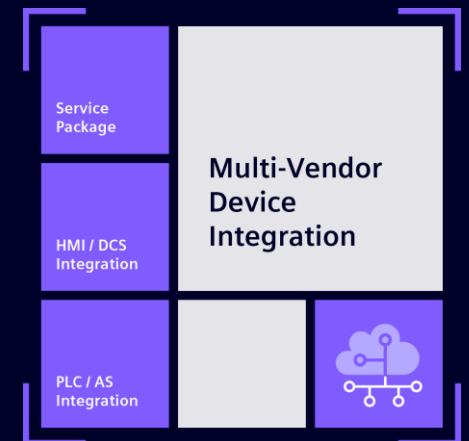 Service
Package
Multi-Vendor
Device
Integration
HMI / DCS
Integration
PLC / AS
Integration